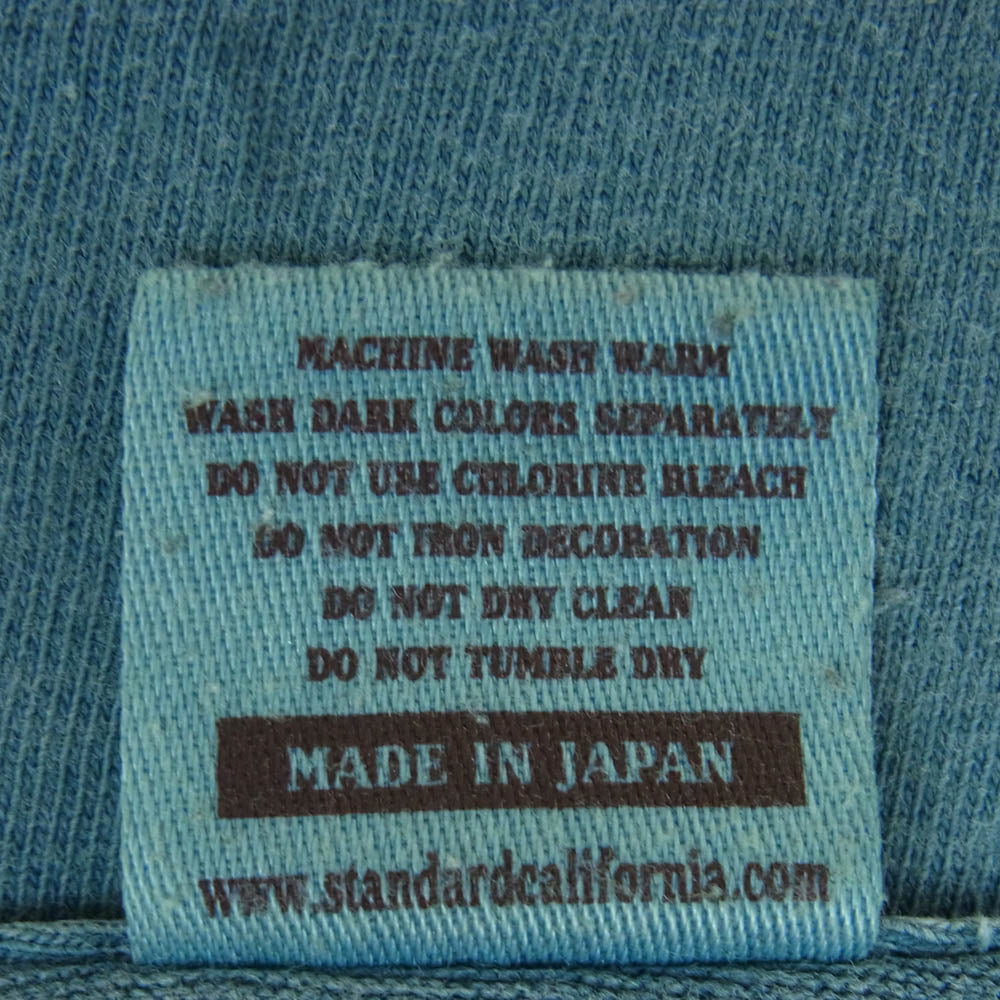 MACHINE WASH WARM
WASH DARK COLORS SEPARATELY
DO NOT USE CHLORINE BLEACH
DO NOT IRON DECORATION
DO NOT DRY CLEAN
DO NOT TUMBLE DRY
MADE IN JAPAN
www.standardcalifornia.com